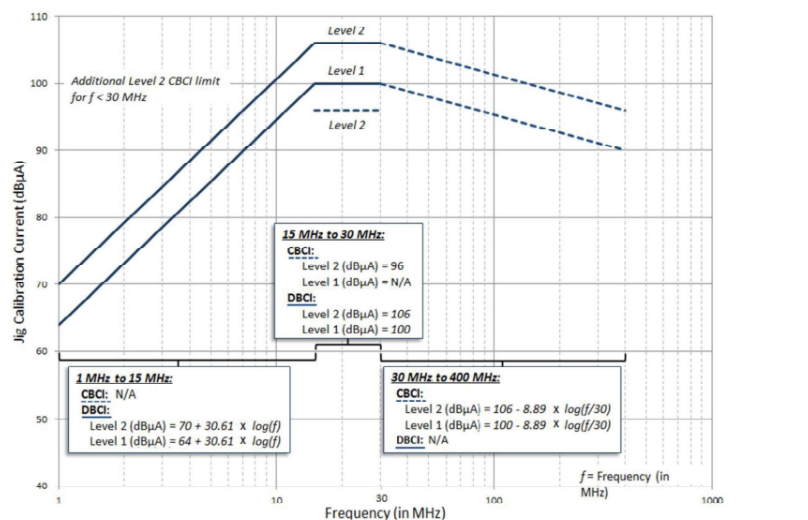 110
100
90
80
70
60
50
40
Jig Calibration Current (dBµA)
Level 2
Level 1
Level 2
Additional Level 2 CBCI limit
for f < 30 MHz
15 MHz to 30 MHz:
CBCI:
Level 2 (dBµA) = 96
Level 1 (dBµA) = N/A
DBCI:
Level 2 (dBµA) = 106
Level 1 (dBµA) = 100
1 MHz to 15 MHz:
CBCI: N/A
DBCI:
Level 2 (dBµA) = 70 + 30.61 x log(f)
Level 1 (dBµA) = 64 + 30.61 x log(f)
30 MHz to 400 MHz:
CBCI:
Level 2 (dBµA) = 106 - 8.89 x log(f/30)
Level 1 (dBµA) = 100 - 8.89 x log(f/30)
DBCI: N/A
f = Frequency (in
MHz)
1
10
30
100
1000
Frequency (in MHz)